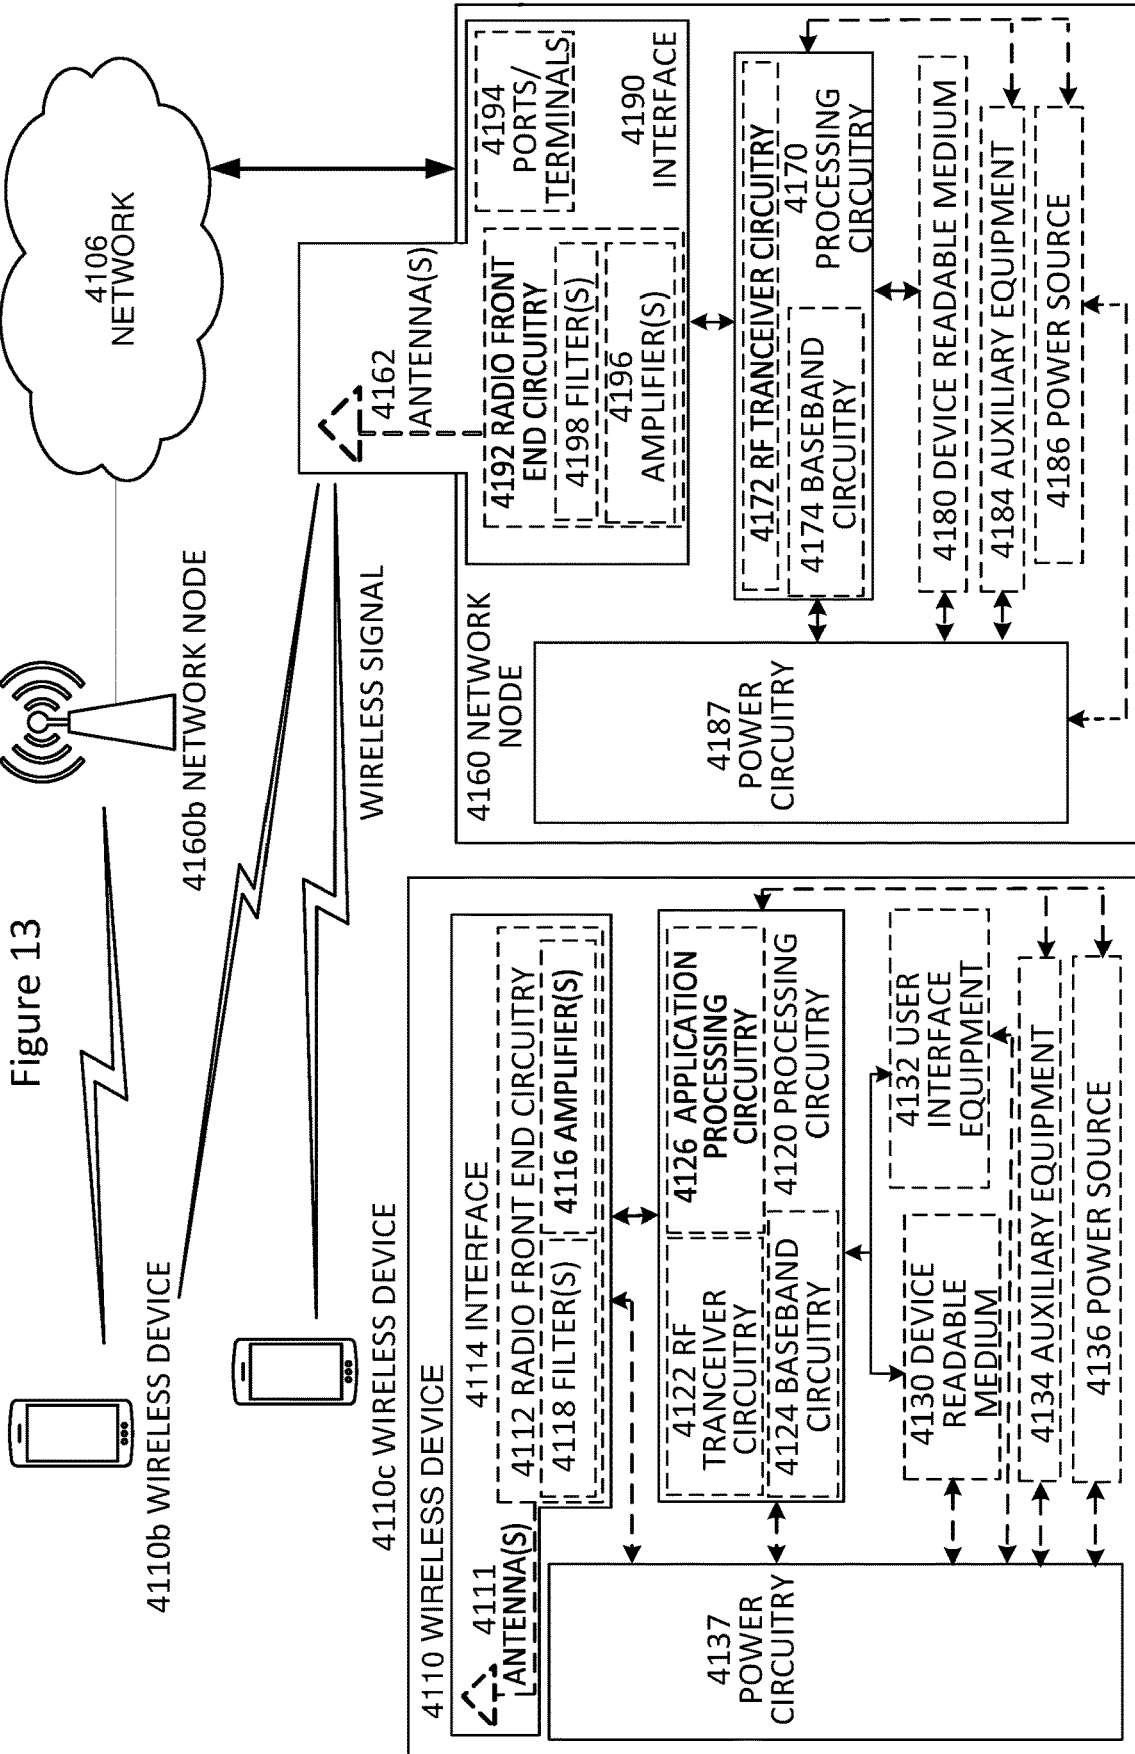 Figure 13
4106
NETWORK
4160b NETWORK NODE
4110b WIRELESS DEVICE
4110c WIRELESS DEVICE
WIRELESS SIGNAL
4110 WIRELESS DEVICE
4111
ANTENNA(S)
4114 INTERFACE
4112 RADIO FRONT END CIRCUITRY
4118 FILTER(S)
4116 AMPLIFIER(S)
4122 RF
TRANCEIVER
CIRCUITRY
4126 APPLICATION
PROCESSING
CIRCUITRY
4124 BASEBAND
CIRCUITRY
4120 PROCESSING
CIRCUITRY
4137
POWER
CIRCUITRY
4130 DEVICE
READABLE
MEDIUM
4132 USER
INTERFACE
EQUIPMENT
4134 AUXILIARY EQUIPMENT
4136 POWER SOURCE
4160 NETWORK
NODE
4162
ANTENNA(S)
4192 RADIO FRONT
END CIRCUITRY
4198 FILTER(S)
4196
AMPLIFIER(S)
4194
PORTS/
TERMINALS
4190
INTERFACE
4172 RF TRANCEIVER CIRCUITRY
4174 BASEBAND
CIRCUITRY
4170
PROCESSING
CIRCUITRY
4187
POWER
CIRCUITRY
4180 DEVICE READABLE MEDIUM
4184 AUXILIARY EQUIPMENT
4186 POWER SOURCE